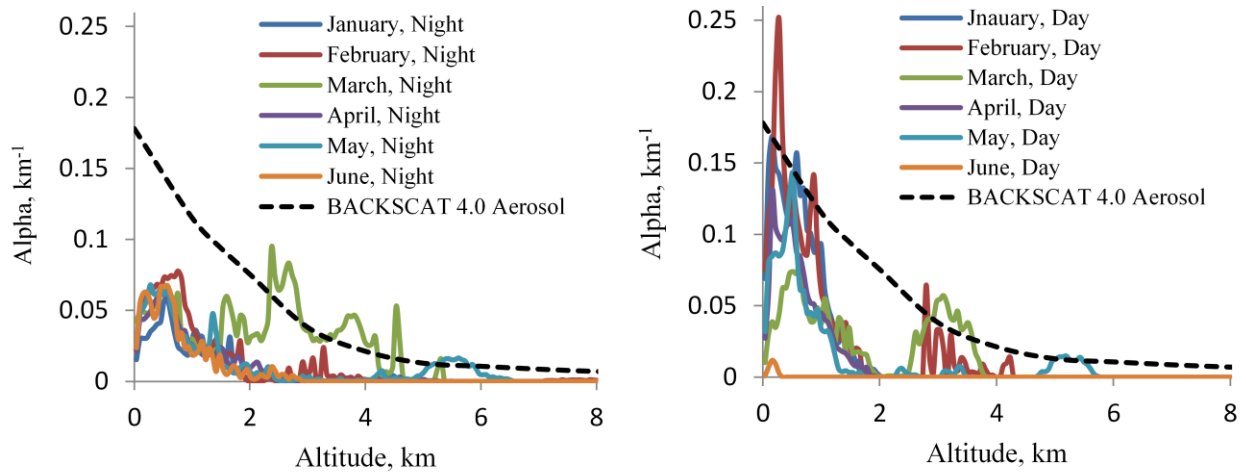 0.25
0.2
0.15
0.1
0.05
0
Alpha, km-1
January, Night
February, Night
March, Night
April, Night
May, Night
June, Night
BACKSCAT 4.0 Aerosol
0 2 4 6 8
Altitude, km
0.25
0.2
0.15
0.1
0.05
0
Alpha, km-1
Jnauary, Day
February, Day
March, Day
April, Day
May, Day
June, Day
BACKSCAT 4.0 Aerosol
0 2 4 6 8
Altitude, km